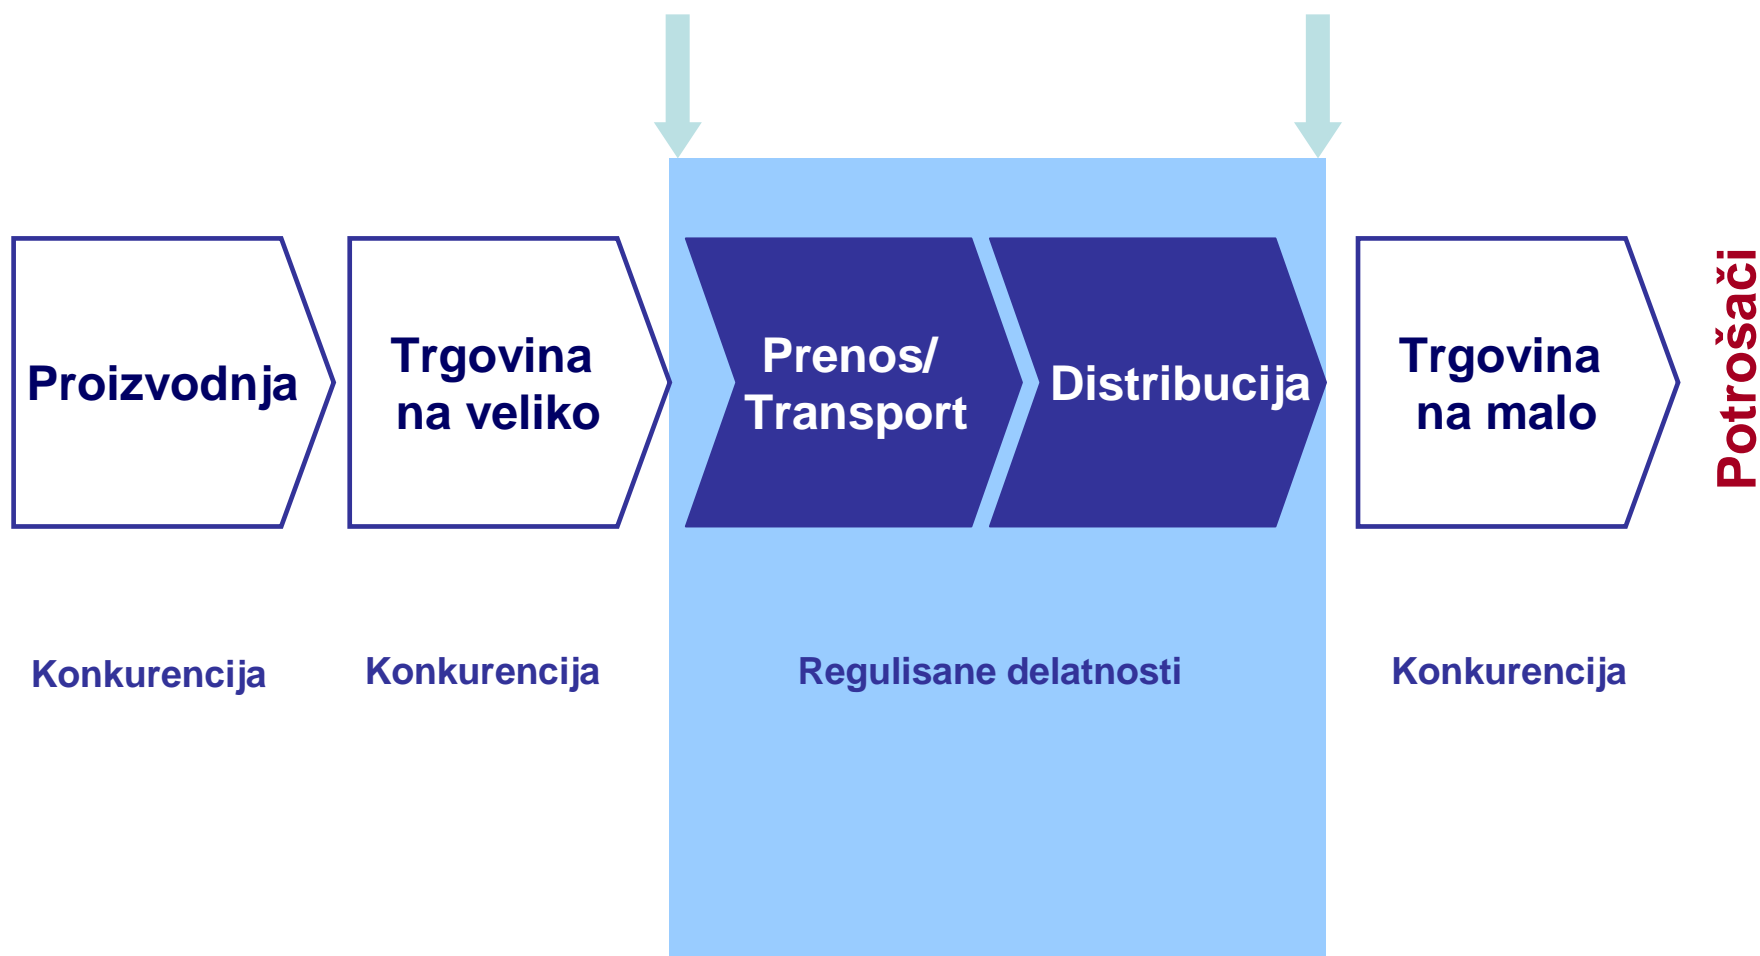 Proizvodnja
Trgovina
na veliko
Prenos/
Transport
Distribucija
Trgovina
na malo
Potrošači
Konkurencija
Konkurencija
Regulisane delatnosti
Konkurencija